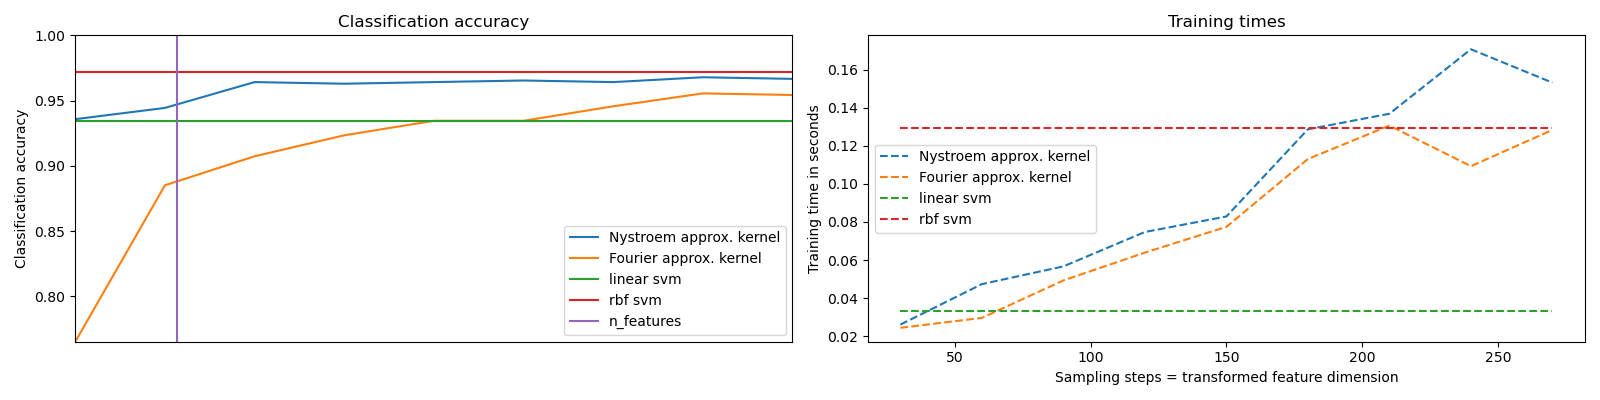 Classification accuracy
Classification accuracy
1.00
0.95
0.90
0.85
0.80
Nystroem approx. kernel
Fourier approx. kernel
linear svm
rbf svm
n_features
Training times
Training time in seconds
0.16
0.14
0.12
0.10
0.08
0.06
0.04
0.02
Nystroem approx. kernel
Fourier approx. kernel
linear svm
rbf svm
50
100
150
200
250
Sampling steps = transformed feature dimension